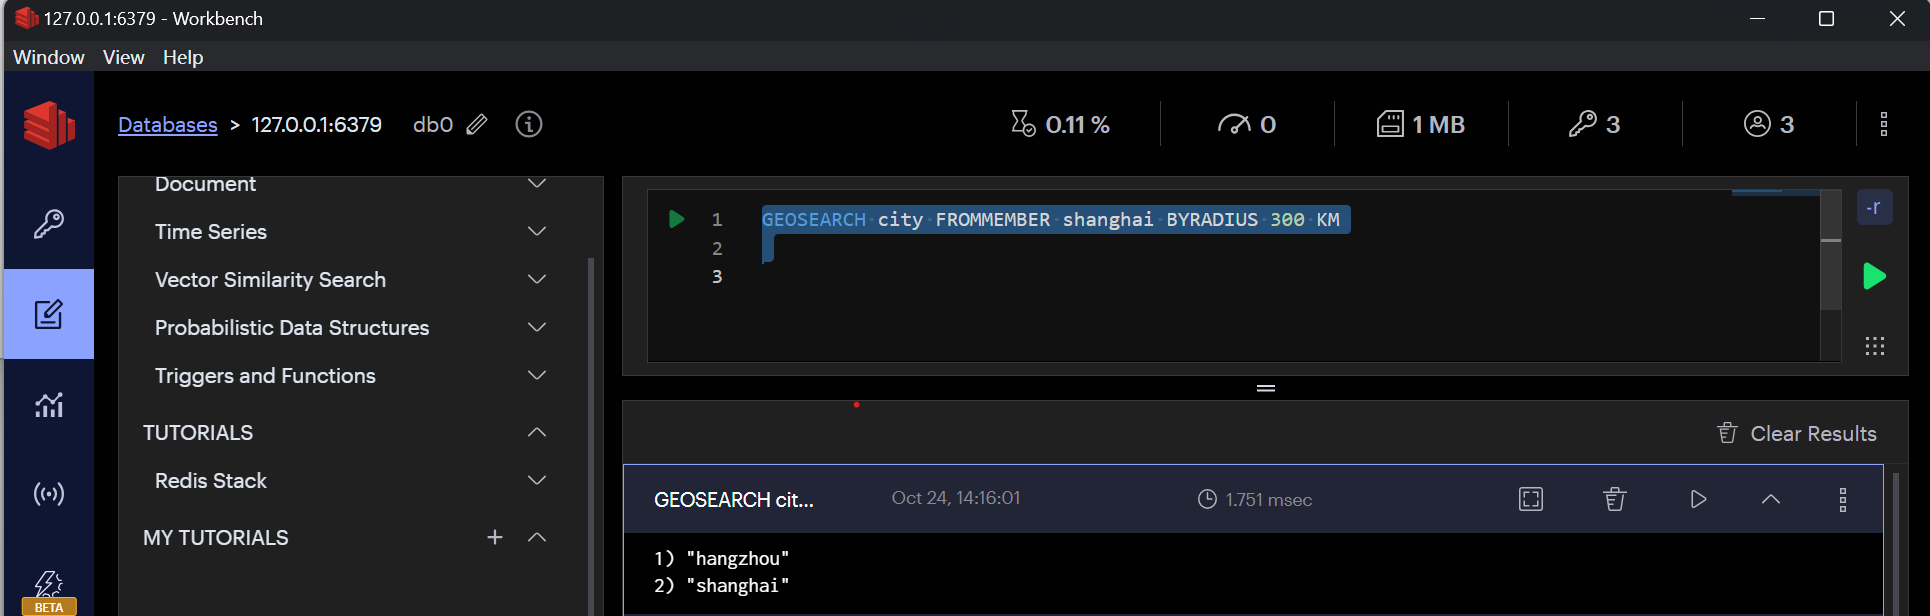 127.0.0.1:6379 - Workbench
Window View Help
Databases > 127.0.0.1:6379 db0 0.11 % 0 1 MB 3 3
Document
Time Series
Vector Similarity Search
Probabilistic Data Structures
Triggers and Functions
TUTORIALS
Redis Stack
MY TUTORIALS
BETA
1 GEOSEARCH city FROMMEMBER shanghai BYRADIUS 300 KM
2
3
-r
Clear Results
GEOSEARCH cit... Oct 24, 14:16:01 1.751 msec
1) "hangzhou"
2) "shanghai"